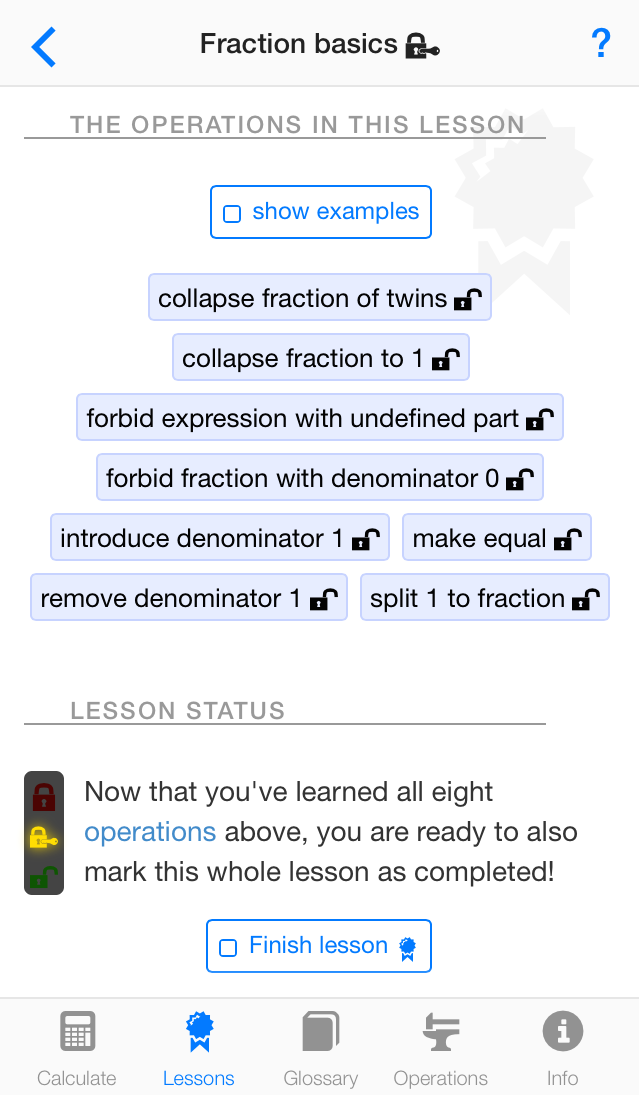 Fraction basics
?
THE OPERATIONS IN THIS LESSON
show examples
collapse fraction of twins
collapse fraction to 1
forbid expression with undefined part
forbid fraction with denominator 0
introduce denominator 1 make equal
remove denominator 1 split 1 to fraction
LESSON STATUS
Now that you've learned all eight
operations above, you are ready to also
mark this whole lesson as completed!
Finish lesson
Calculate Lessons Glossary Operations Info